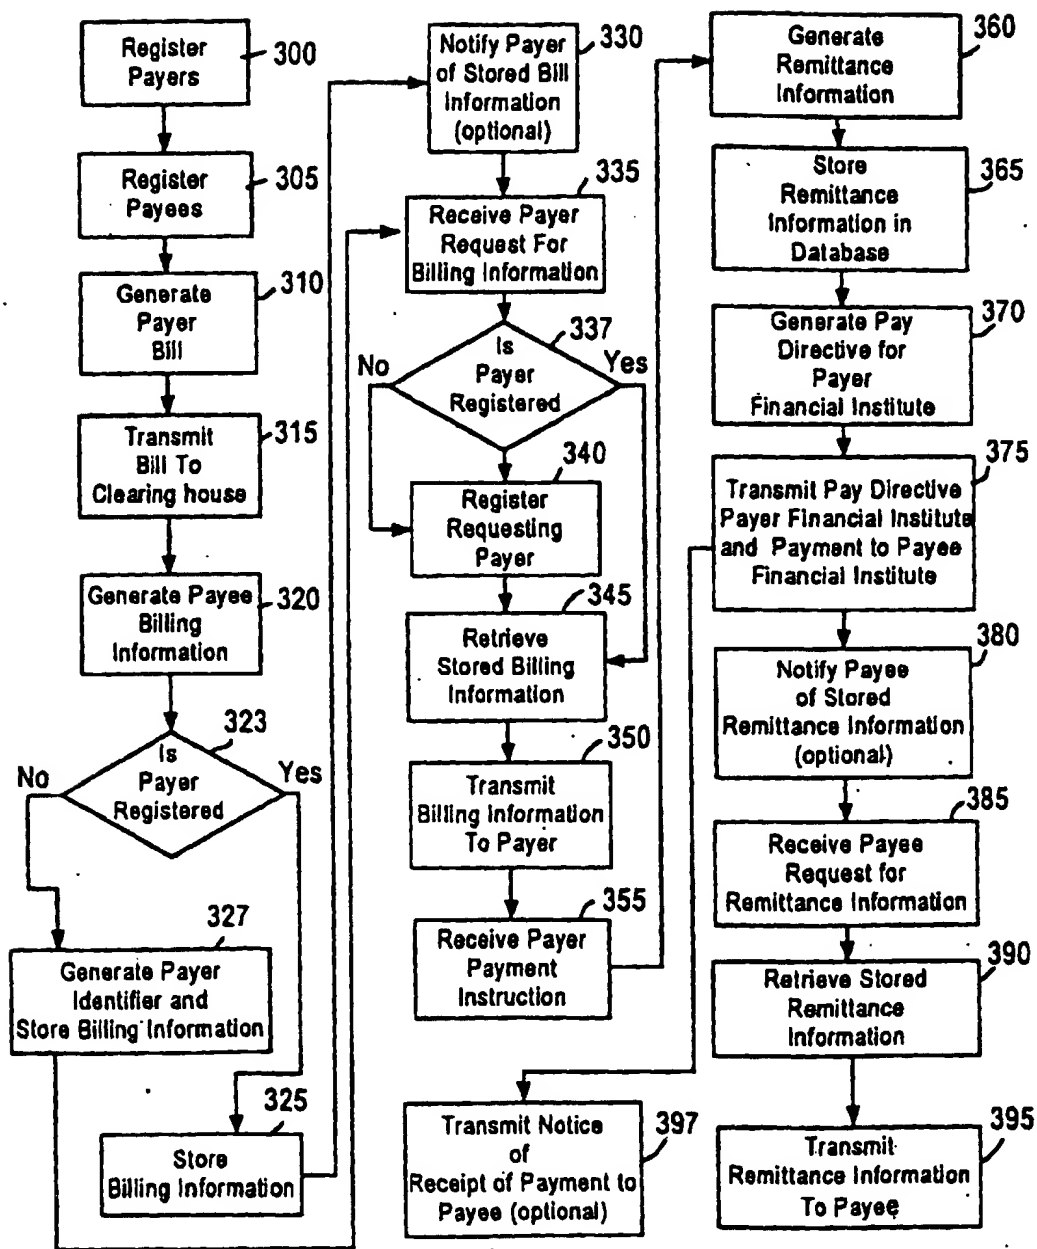 Register
Payers
300
Register
Payees
305
Generate
Payer
Bill
310
Transmit
Bill To
Clearing house
315
Generate Payee
Billing
Information
320
323
Is
Payer
Registered
No
Yes
327
Generate Payer
Identifier and
Store Billing Information
325
Store
Billing Information
330
Notify Payer
of Stored Bill
Information
(optional)
335
Receive Payer
Request For
Billing Information
337
Is
Payer
Registered
No
Yes
340
Register
Requesting
Payer
345
Retrieve
Stored Billing
Information
350
Transmit
Billing Information
To Payer
355
Receive Payer
Payment
Instruction
360
Generate
Remittance
Information
365
Store
Remittance
Information in
Database
370
Generate Pay
Directive for
Payer
Financial Institute
375
Transmit Pay Directive
Payer Financial Institute
and Payment to Payee
Financial Institute
380
Notify Payee
of Stored
Remittance Information
(optional)
385
Receive Payee
Request for
Remittance Information
390
Retrieve Stored
Remittance
Information
395
Transmit
Remittance Information
To Payee
397
Transmit Notice
of
Receipt of Payment to
Payee (optional)